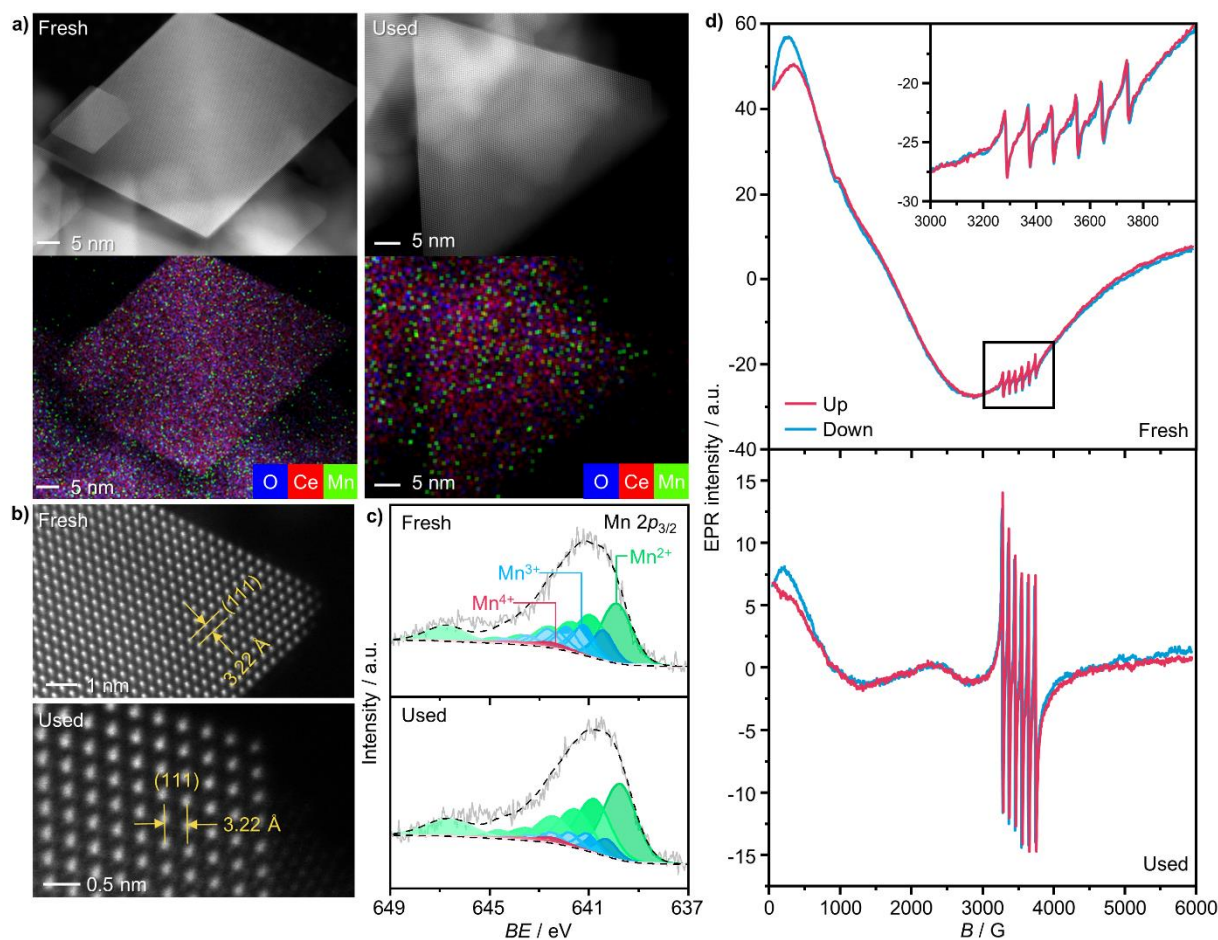 a)
Fresh
5 nm
Used
5 nm
5 nm
O Ce Mn
5 nm
O Ce Mn
b)
Fresh
(111)
3.22 Å
1 nm
Used
(111)
3.22 Å
0.5 nm
c)
Fresh
Mn 2p3/2
Mn2+
Mn3+
Mn4+
Used
Intensity / a.u.
649 645 641 637
BE / eV
d)
60
40
20
0
-20
-40
-15
-20
-25
-30
3000 3200 3400 3600 3800
Up
Down
Fresh
EPR intensity / a.u.
15
10
5
0
-5
-10
-15
Used
0 1000 2000 3000 4000 5000 6000
B / G